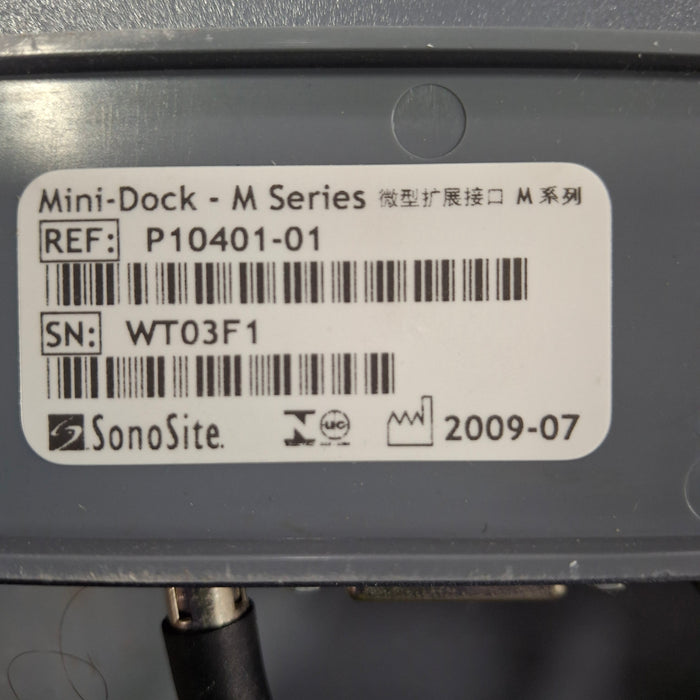 Mini-Dock - M Series 微型扩展接口 M 系列
REF: P10401-01
SN: WT03F1
SonoSite. 2009-07